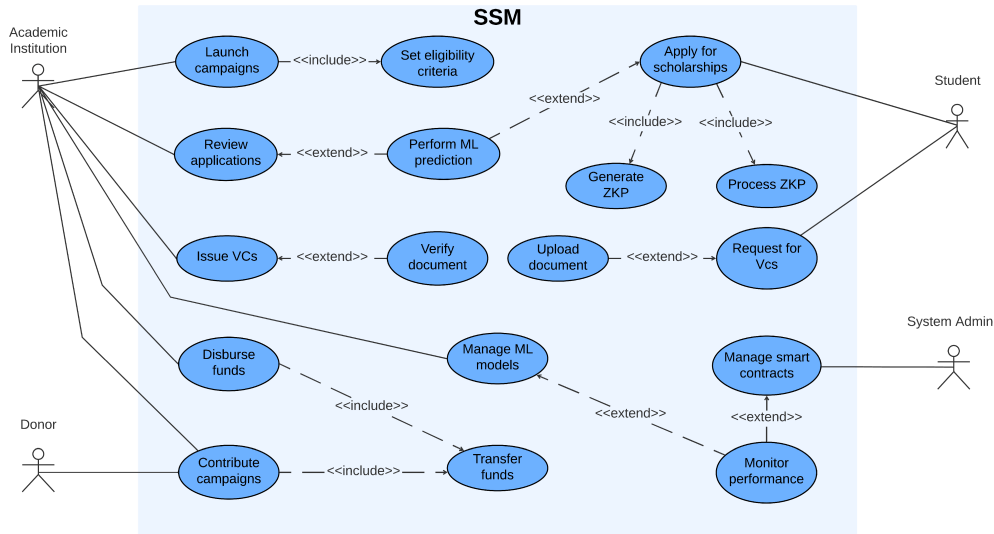 SSM
Academic
Institution
Launch
campaigns
<<include>>
Set eligibility
criteria
Apply for
scholarships
Student
<<extend>>
<<include>>
<<include>>
Review
applications
<<extend>>
Perform ML
prediction
Generate
ZKP
Process ZKP
Issue VCs
<<extend>>
Verify
document
Upload
document
<<extend>>
Request for
Vcs
System Admin
Disburse
funds
Manage ML
models
Manage smart
contracts
<<include>>
<<extend>>
<<extend>>
Donor
Contribute
campaigns
<<include>>
Transfer
funds
Monitor
performance